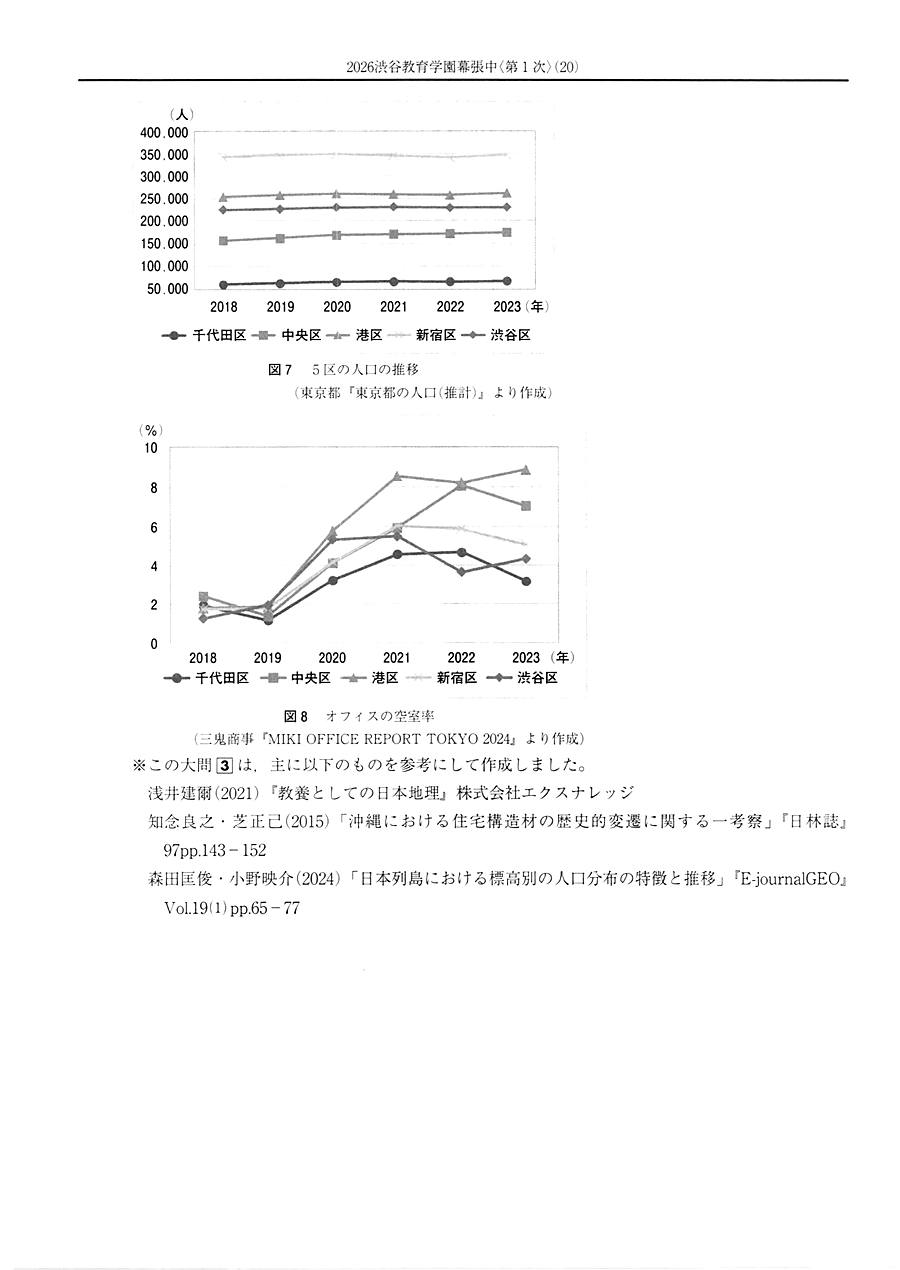 2026渋谷教育学園幕張中〈第1次〉(20)
(人)
400,000
350,000
300,000
250,000
200,000
150,000
100,000
50,000
2018 2019 2020 2021 2022 2023 (年)
千代田区 中央区 港区 新宿区 渋谷区
図7 5区の人口の推移
(東京都『東京都の人口(推計)』より作成)
(%)
10
8
6
4
2
0
2018 2019 2020 2021 2022 2023 (年)
千代田区 中央区 港区 新宿区 渋谷区
図8 オフィスの空室率
(三鬼商事『MIKI OFFICE REPORT TOKYO 2024』より作成)
※この大問3は，主に以下のものを参考にして作成しました。
浅井建爾(2021)『教養としての日本地理』株式会社エクスナレッジ
知念良之・芝正己(2015)「沖縄における住宅構造材の歴史的変遷に関する一考察」『日林誌』
97pp.143－152
森田匡俊・小野映介(2024)「日本列島における標高別の人口分布の特徴と推移」『E-journalGEO』
Vol.19(1)pp.65－77